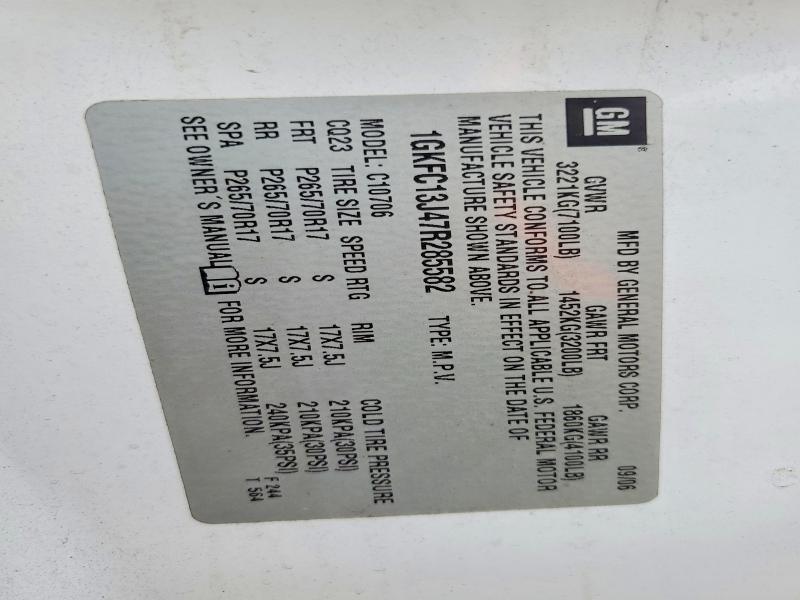 GM®
MFD BY GENERAL MOTORS CORP. 09/06
GVWR GAWR FRT GAWR RR
3221KG(7100LB) 1452KG(3200LB) 1860KG(4100LB)
THIS VEHICLE CONFORMS TO ALL APPLICABLE U.S. FEDERAL MOTOR
VEHICLE SAFETY STANDARDS IN EFFECT ON THE DATE OF
MANUFACTURE SHOWN ABOVE.
1GKFC13J47R285582 TYPE: M.P.V.
MODEL: C10706
CQ23 TIRE SIZE SPEED RTG RIM COLD TIRE PRESSURE
FRT P265/70R17 S 17X7.5J 210KPA(30PSI)
RR P265/70R17 S 17X7.5J 210KPA(30PSI)
SPA P265/70R17 S 17X7.5J 240KPA(35PSI)
SEE OWNER'S MANUAL i FOR MORE INFORMATION.
F 244
T 564